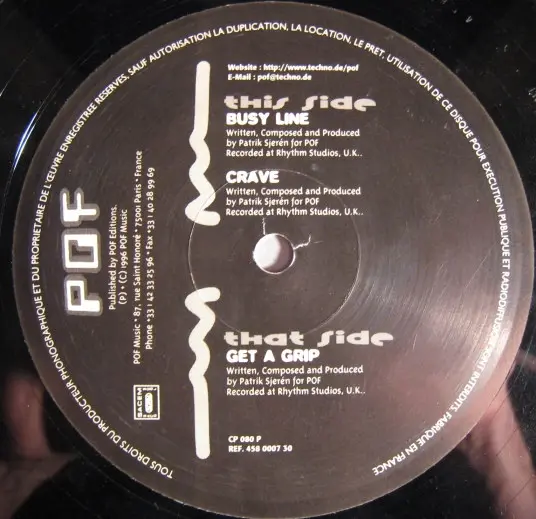 TOUS DROITS DU PRODUCTEUR PHONOGRAPHIQUE ET DU PROPRIETAIRE DE L'ŒUVRE ENREGISTREE RESERVES, SAUF AUTORISATION LA DUPLICATION, LA LOCATION, LE PRET, UTILISATION DE CE DISQUE POUR EXECUTION PUBLIQUE ET RADIODIFFUSION SONT INTERDITS FABRIQUE EN FRANCE
Website : http://www.techno.de/pof
E-Mail : pof@techno.de
this side
BUSY LINE
Written, Composed and Produced
by Patrik Sjerén for POF
Recorded at Rhythm Studios, U.K..
CRAVE
Written, Composed and Produced
by Patrik Sjerén for POF
Recorded at Rhythm Studios, U.K..
that side
GET A GRIP
Written, Composed and Produced
by Patrik Sjerén for POF
Recorded at Rhythm Studios, U.K..
CP 080 P
REF. 458 0007 30
POF
Published by POF Editions.
(P) • (C) 1996 POF Music
POF Music • 87, rue Saint Honoré • 75001 Paris • France
Phone +33 1 42 33 25 96 • Fax +33 1 40 28 99 69
SACEM